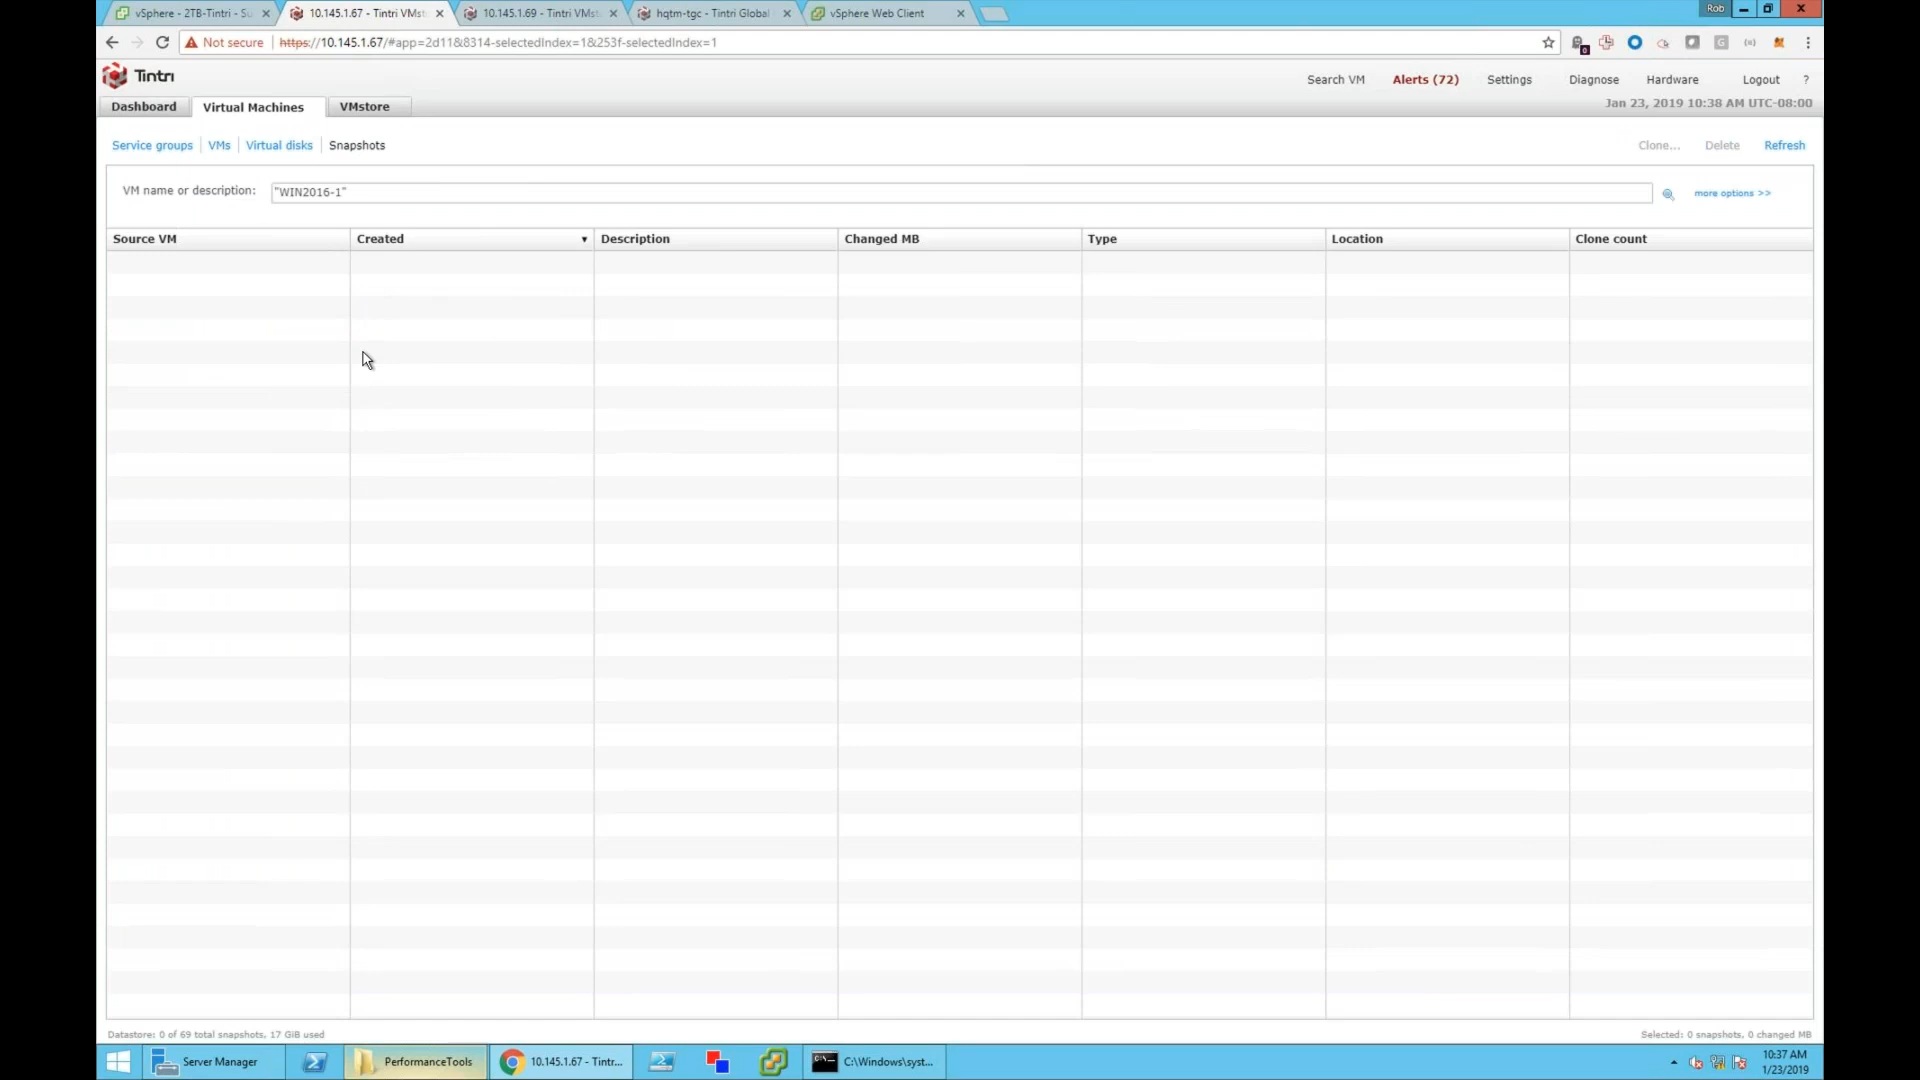 vSphere - 2TB-Tintri - Su
10.145.1.67 - Tintri VMst
10.145.1.69 - Tintri VMst
hqtm-tgc - Tintri Global
vSphere Web Client
Rob
Not secure
https://10.145.1.67/#app=2d11&8314-selectedIndex=1&253f-selectedIndex=1
Tintri
Search VM Alerts (72) Settings Diagnose Hardware Logout ?
Dashboard Virtual Machines VMstore
Jan 23, 2019 10:38 AM UTC-08:00
Service groups VMs Virtual disks Snapshots
Clone... Delete Refresh
VM name or description: "WIN2016-1" more options >>
Source VM Created Description Changed MB Type Location Clone count
Datastore: 0 of 69 total snapshots, 17 GiB used
Selected: 0 snapshots, 0 changed MB
Server Manager
PerformanceTools
10.145.1.67 - Tintr...
C:\Windows\syst...
10:37 AM
1/23/2019